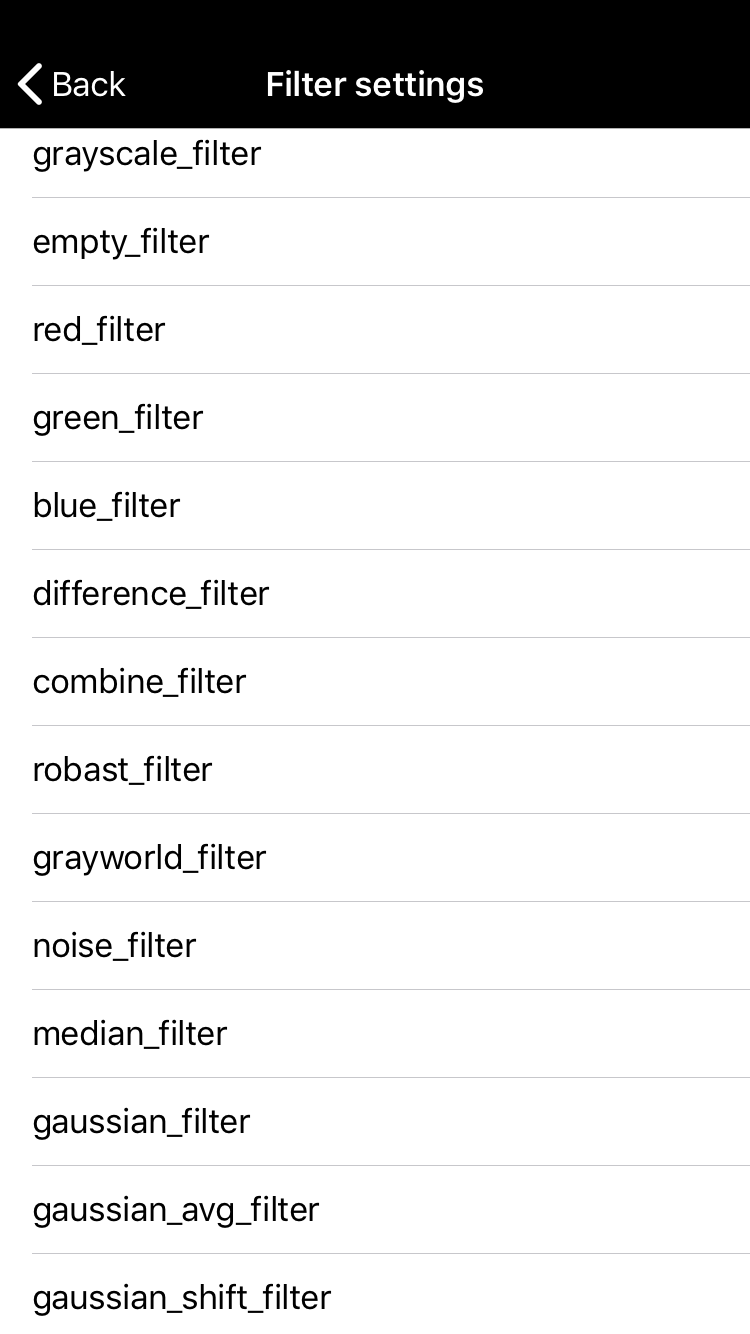 Back
Filter settings
grayscale_filter
empty_filter
red_filter
green_filter
blue_filter
difference_filter
combine_filter
robast_filter
grayworld_filter
noise_filter
median_filter
gaussian_filter
gaussian_avg_filter
gaussian_shift_filter